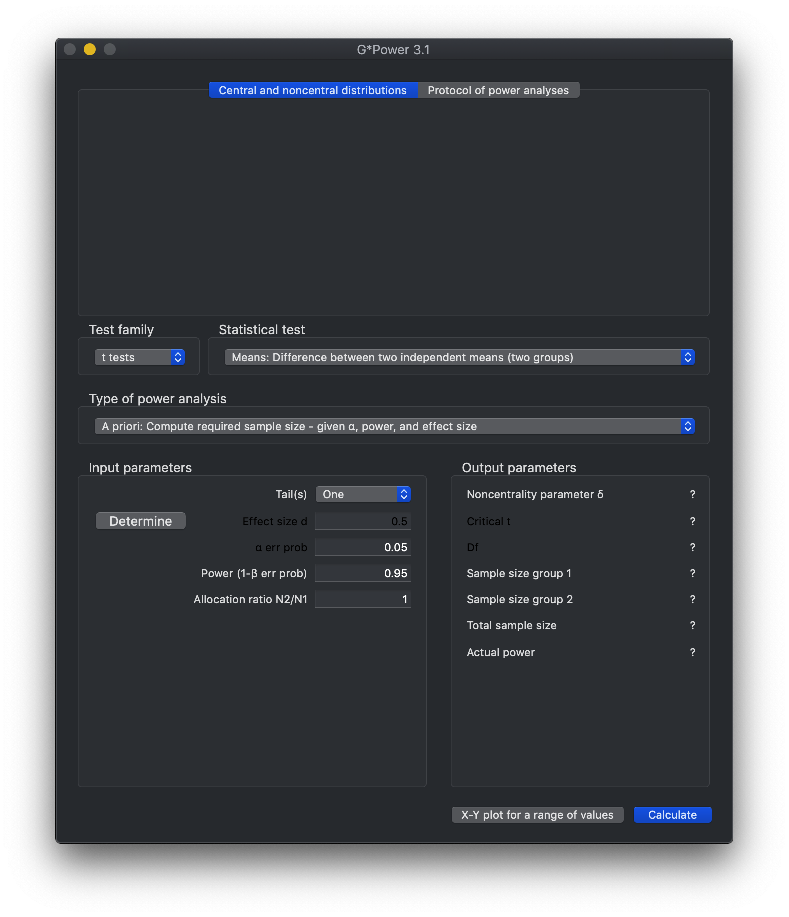 G*Power 3.1
Central and noncentral distributions Protocol of power analyses
Test family Statistical test
t tests Means: Difference between two independent means (two groups)
Type of power analysis
A priori: Compute required sample size - given α, power, and effect size
Input parameters Output parameters
Tail(s) One Noncentrality parameter δ ?
Determine Effect size d 0.5 Critical t ?
α err prob 0.05 Df ?
Power (1-β err prob) 0.95 Sample size group 1 ?
Allocation ratio N2/N1 1 Sample size group 2 ?
Total sample size ?
Actual power ?
X-Y plot for a range of values Calculate